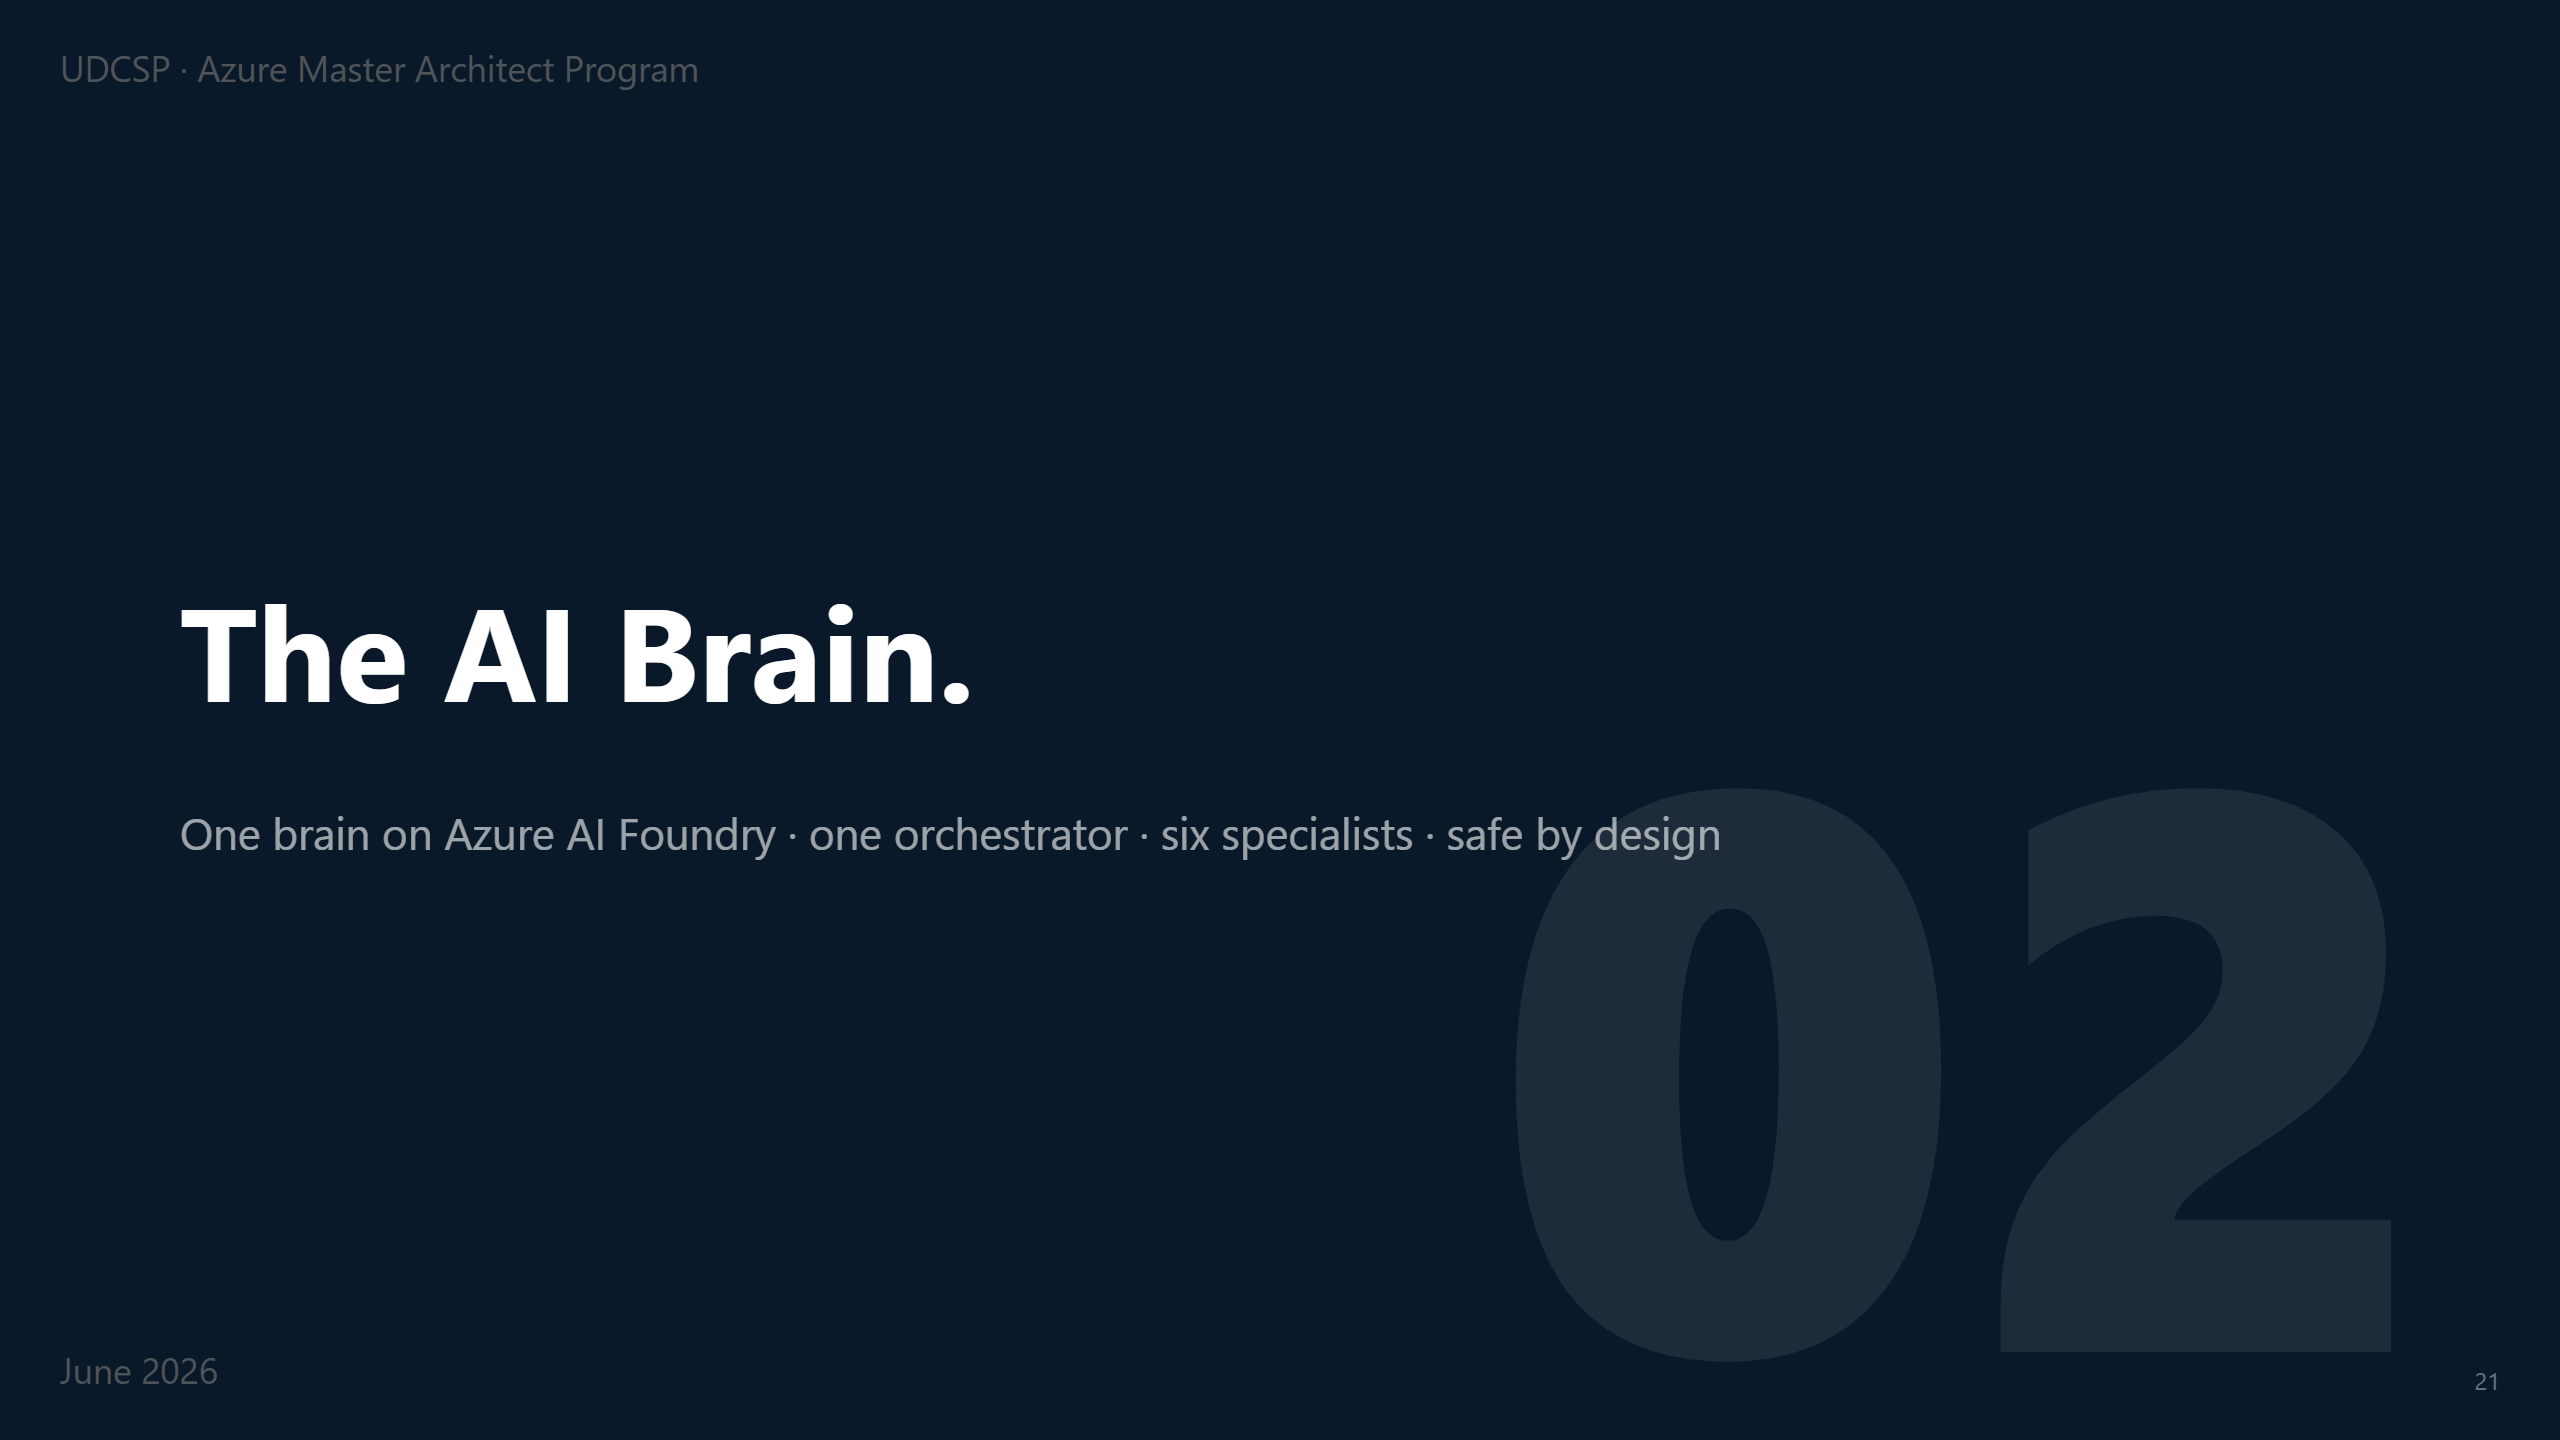 UDCSP · Azure Master Architect Program
The AI Brain.
One brain on Azure AI Foundry · one orchestrator · six specialists · safe by design
02
June 2026
21